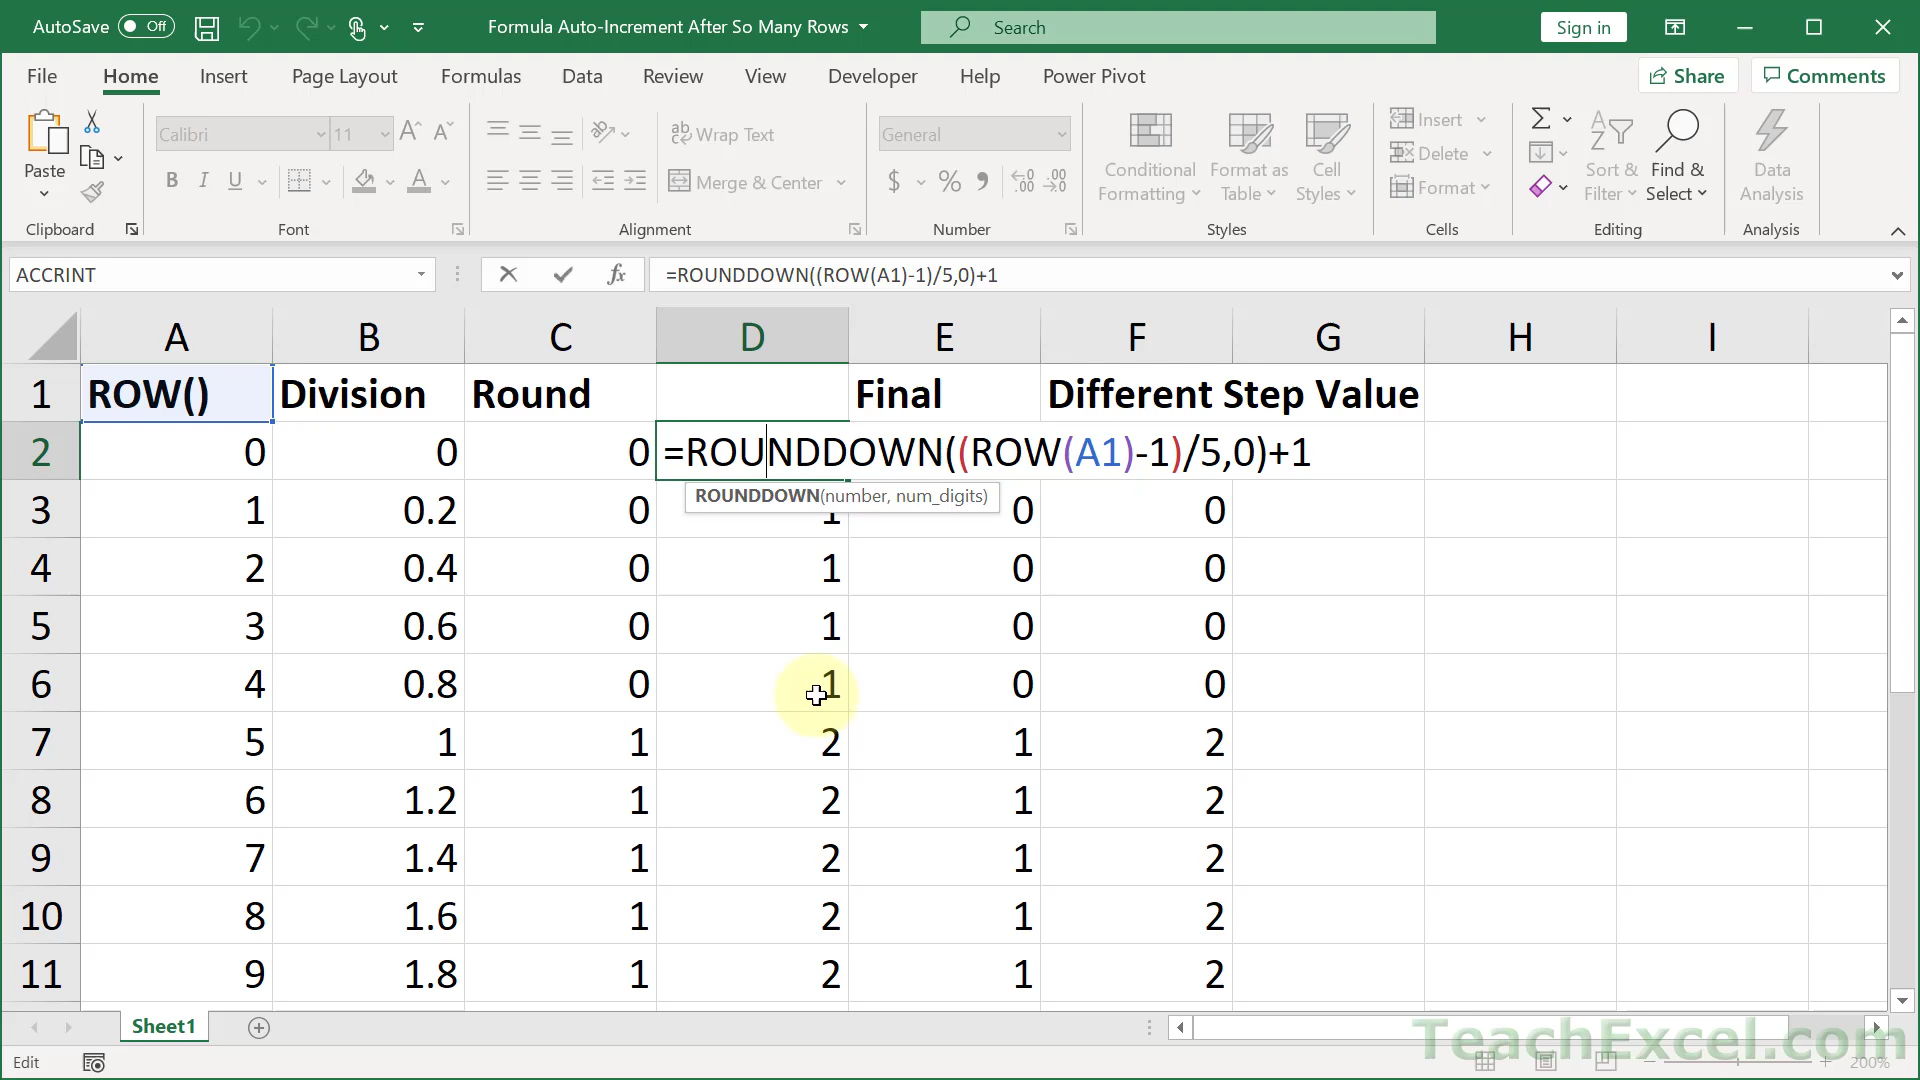 AutoSave Off Formula Auto-Increment After So Many Rows Search Sign in
File Home Insert Page Layout Formulas Data Review View Developer Help Power Pivot Share Comments
Paste
Calibri 11
Wrap Text
Merge & Center
General
Conditional Formatting
Format as Table
Cell Styles
Insert
Delete
Format
Sort & Filter
Find & Select
Data Analysis
Clipboard Font Alignment Number Styles Cells Editing Analysis
ACCRINT fx =ROUNDDOWN((ROW(A1)-1)/5,0)+1
A B C D E F G H I
1 ROW() Division Round Final Different Step Value
2 0 0 0 =ROUNDDOWN((ROW(A1)-1)/5,0)+1
ROUNDDOWN(number, num_digits)
3 1 0.2 0 1 0 0
4 2 0.4 0 1 0 0
5 3 0.6 0 1 0 0
6 4 0.8 0 1 0 0
7 5 1 1 2 1 2
8 6 1.2 1 2 1 2
9 7 1.4 1 2 1 2
10 8 1.6 1 2 1 2
11 9 1.8 1 2 1 2
Sheet1
TeachExcel.com
Edit 200%